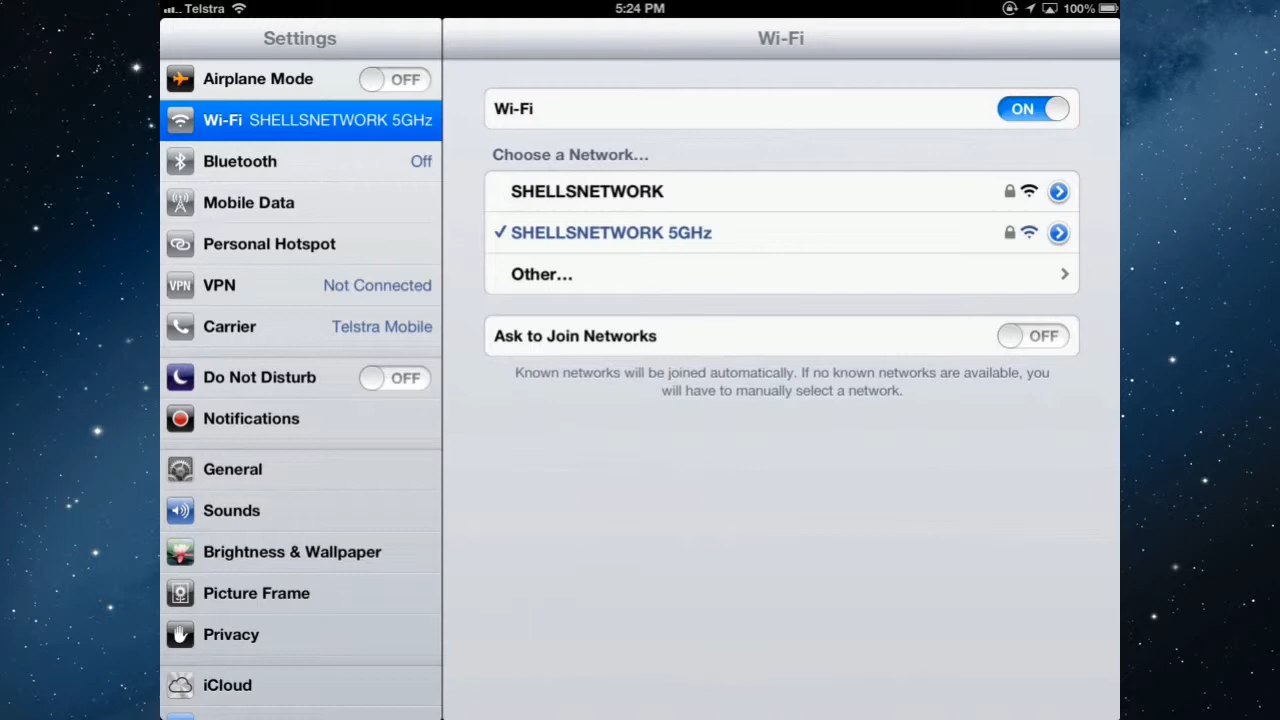 Telstra
5:24 PM
100%
Settings
Wi-Fi
Airplane Mode OFF
Wi-Fi SHELLSNETWORK 5GHz
Bluetooth Off
Mobile Data
Personal Hotspot
VPN VPN Not Connected
Carrier Telstra Mobile
Do Not Disturb OFF
Notifications
General
Sounds
Brightness & Wallpaper
Picture Frame
Privacy
iCloud
Wi-Fi ON
Choose a Network...
SHELLSNETWORK
SHELLSNETWORK 5GHz
Other...
Ask to Join Networks OFF
Known networks will be joined automatically. If no known networks are available, you
will have to manually select a network.